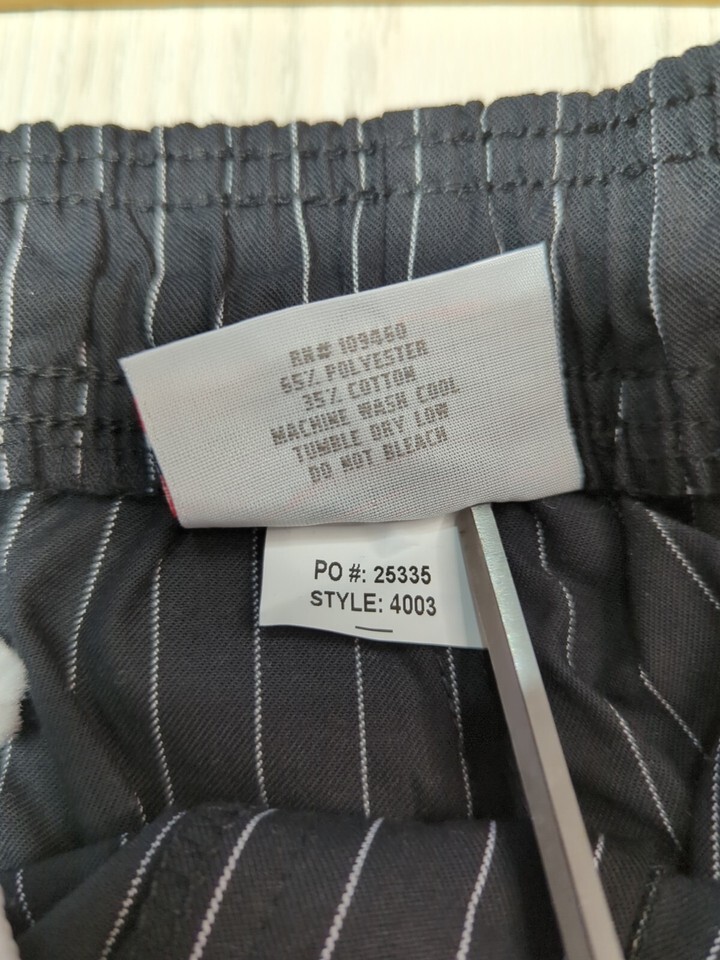 RN# 109460
65% POLYESTER
35% COTTON
MACHINE WASH COOL
TUMBLE DRY LOW
DO NOT BLEACH
PO #: 25335
STYLE: 4003